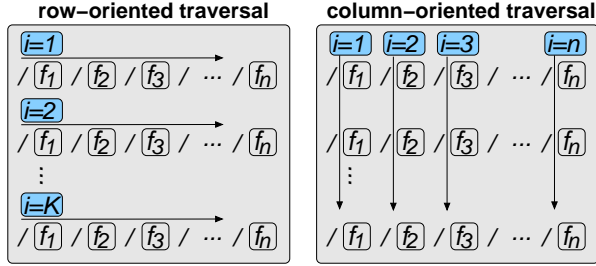 row–oriented traversal
i=1
/ f1 / f2 / f3 / ... / fn
i=2
/ f1 / f2 / f3 / ... / fn
⋮
i=K
/ f1 / f2 / f3 / ... / fn
column–oriented traversal
i=1 i=2 i=3 i=n
/ f1 / f2 / f3 / ... / fn
/ f1 / f2 / f3 / ... / fn
⋮
/ f1 / f2 / f3 / ... / fn